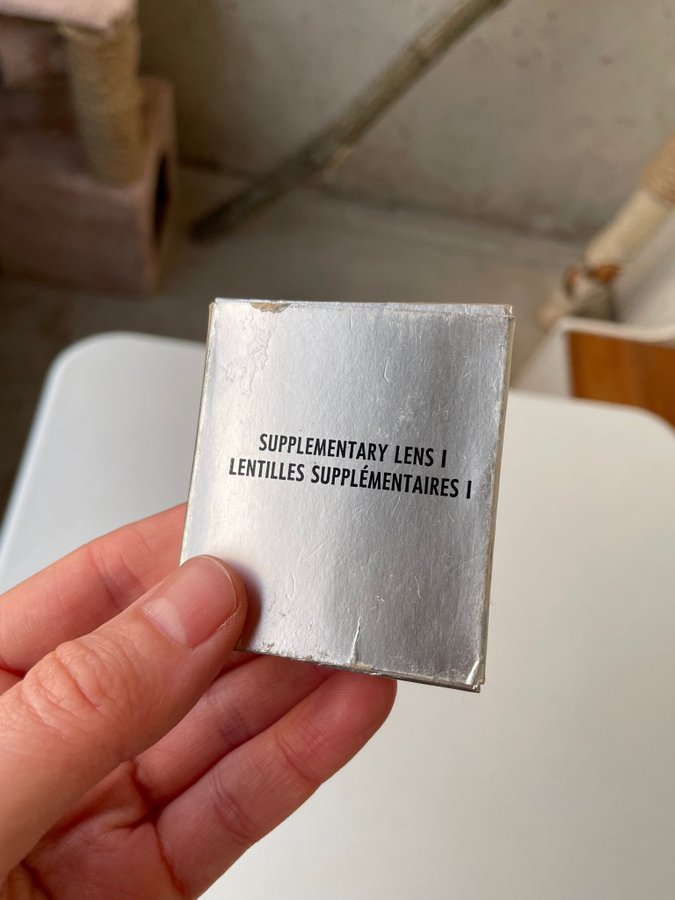 SUPPLEMENTARY LENS I
LENTILLES SUPPLÉMENTAIRES I